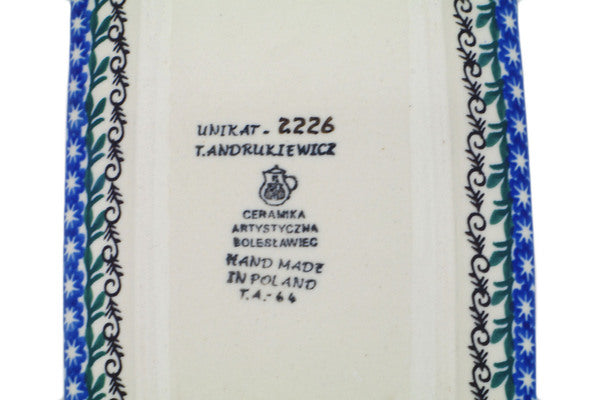 UNIKAT - 2226
T. ANDRUKIEWICZ
CERAMIKA
ARTYSTYCZNA
BOLESŁAWIEC
HAND MADE
IN POLAND
T.A.-64